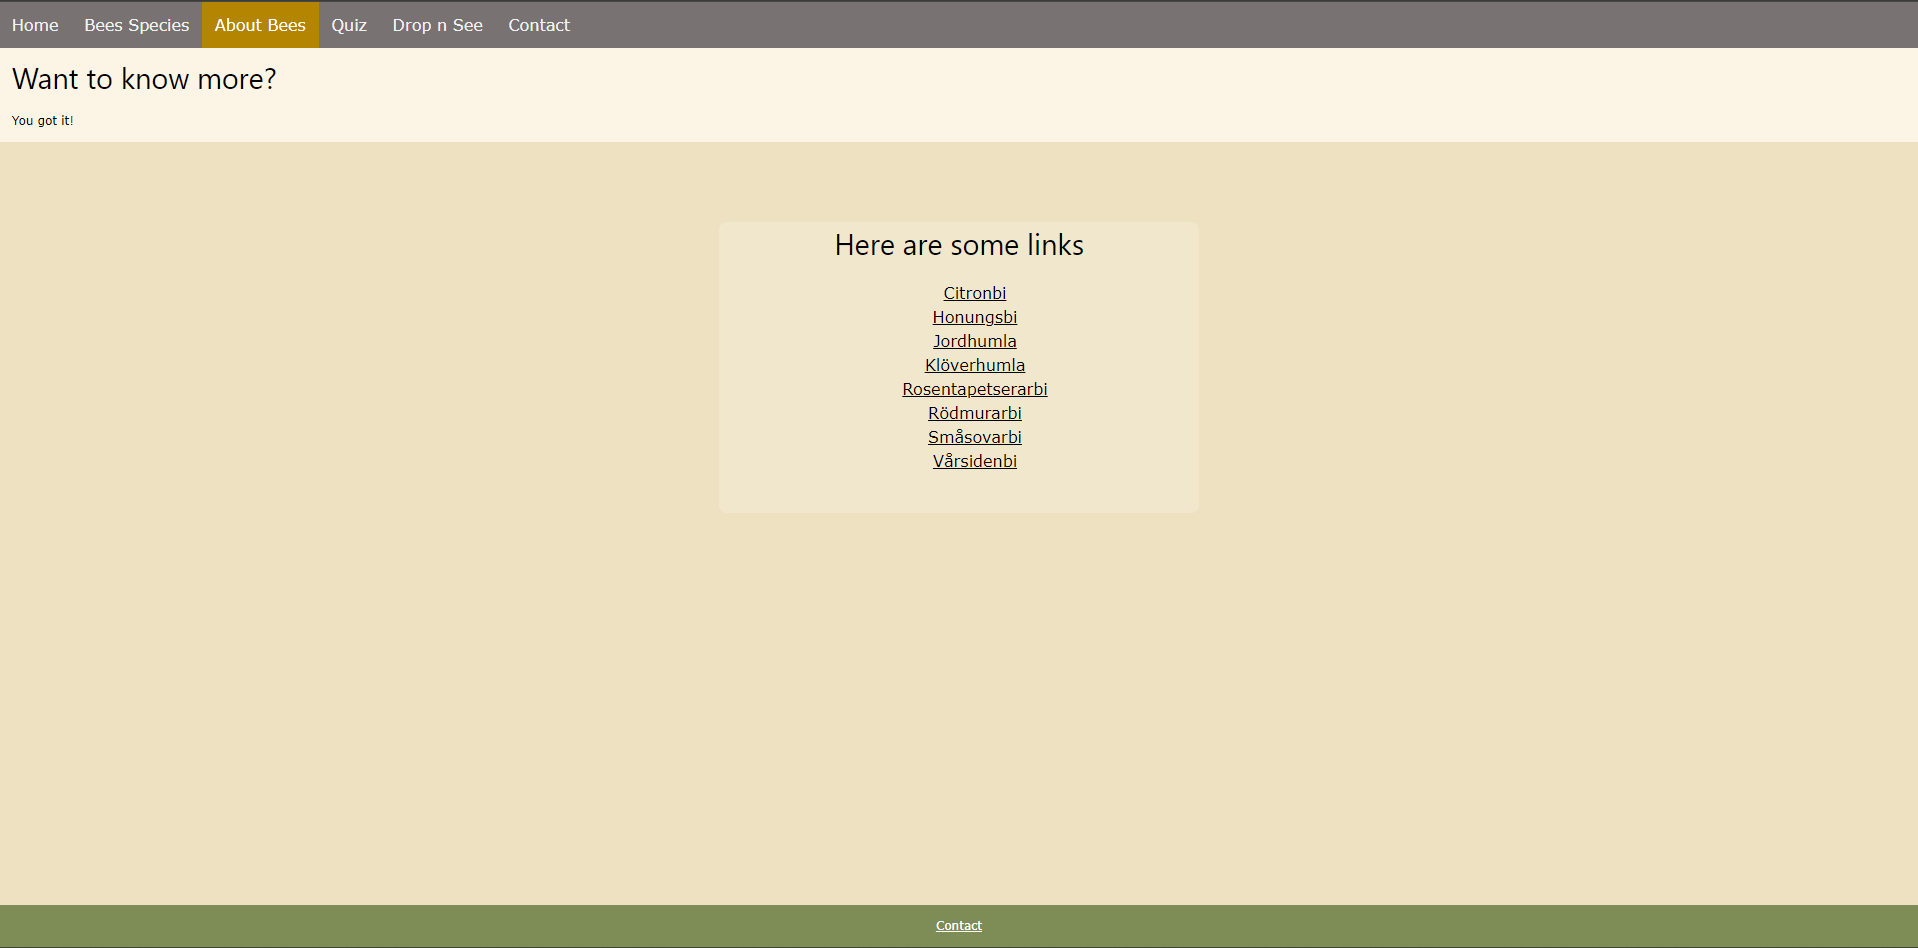 Home Bees Species About Bees Quiz Drop n See Contact
Want to know more?
You got it!
Here are some links
Citronbi
Honungsbi
Jordhumla
Klöverhumla
Rosentapetserarbi
Rödmurarbi
Småsovarbi
Vårsidenbi
Contact